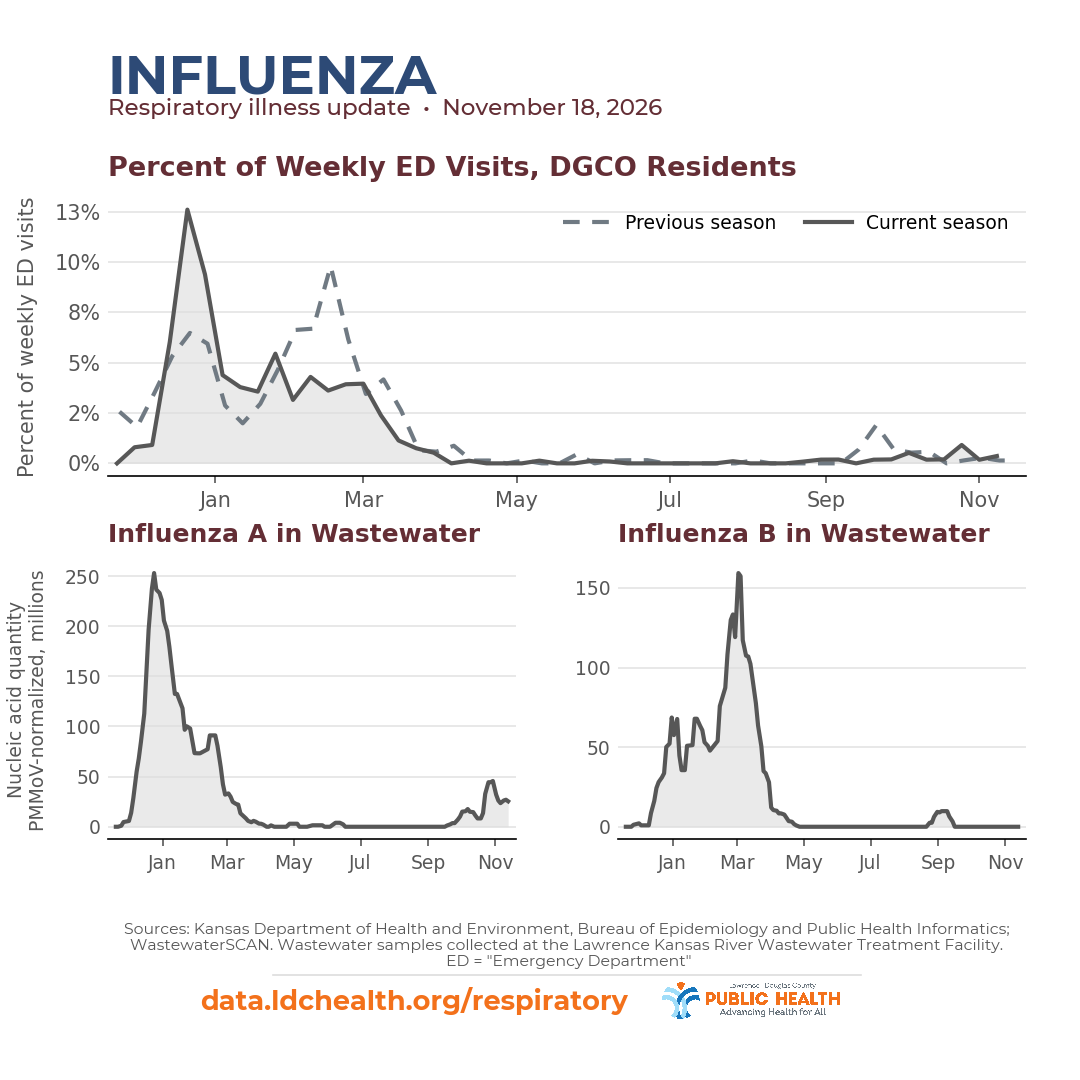 INFLUENZA
Respiratory illness update • November 18, 2026
Percent of Weekly ED Visits, DGCO Residents
Percent of weekly ED visits
13%
10%
8%
5%
2%
0%
Previous season
Current season
Jan
Mar
May
Jul
Sep
Nov
Influenza A in Wastewater
Nucleic acid quantity
PMMoV-normalized, millions
250
200
150
100
50
0
Jan
Mar
May
Jul
Sep
Nov
Influenza B in Wastewater
150
100
50
0
Jan
Mar
May
Jul
Sep
Nov
Sources: Kansas Department of Health and Environment, Bureau of Epidemiology and Public Health Informatics;
WastewaterSCAN. Wastewater samples collected at the Lawrence Kansas River Wastewater Treatment Facility.
ED = "Emergency Department"
data.ldchealth.org/respiratory
Lawrence-Douglas County
PUBLIC HEALTH
Advancing Health for All